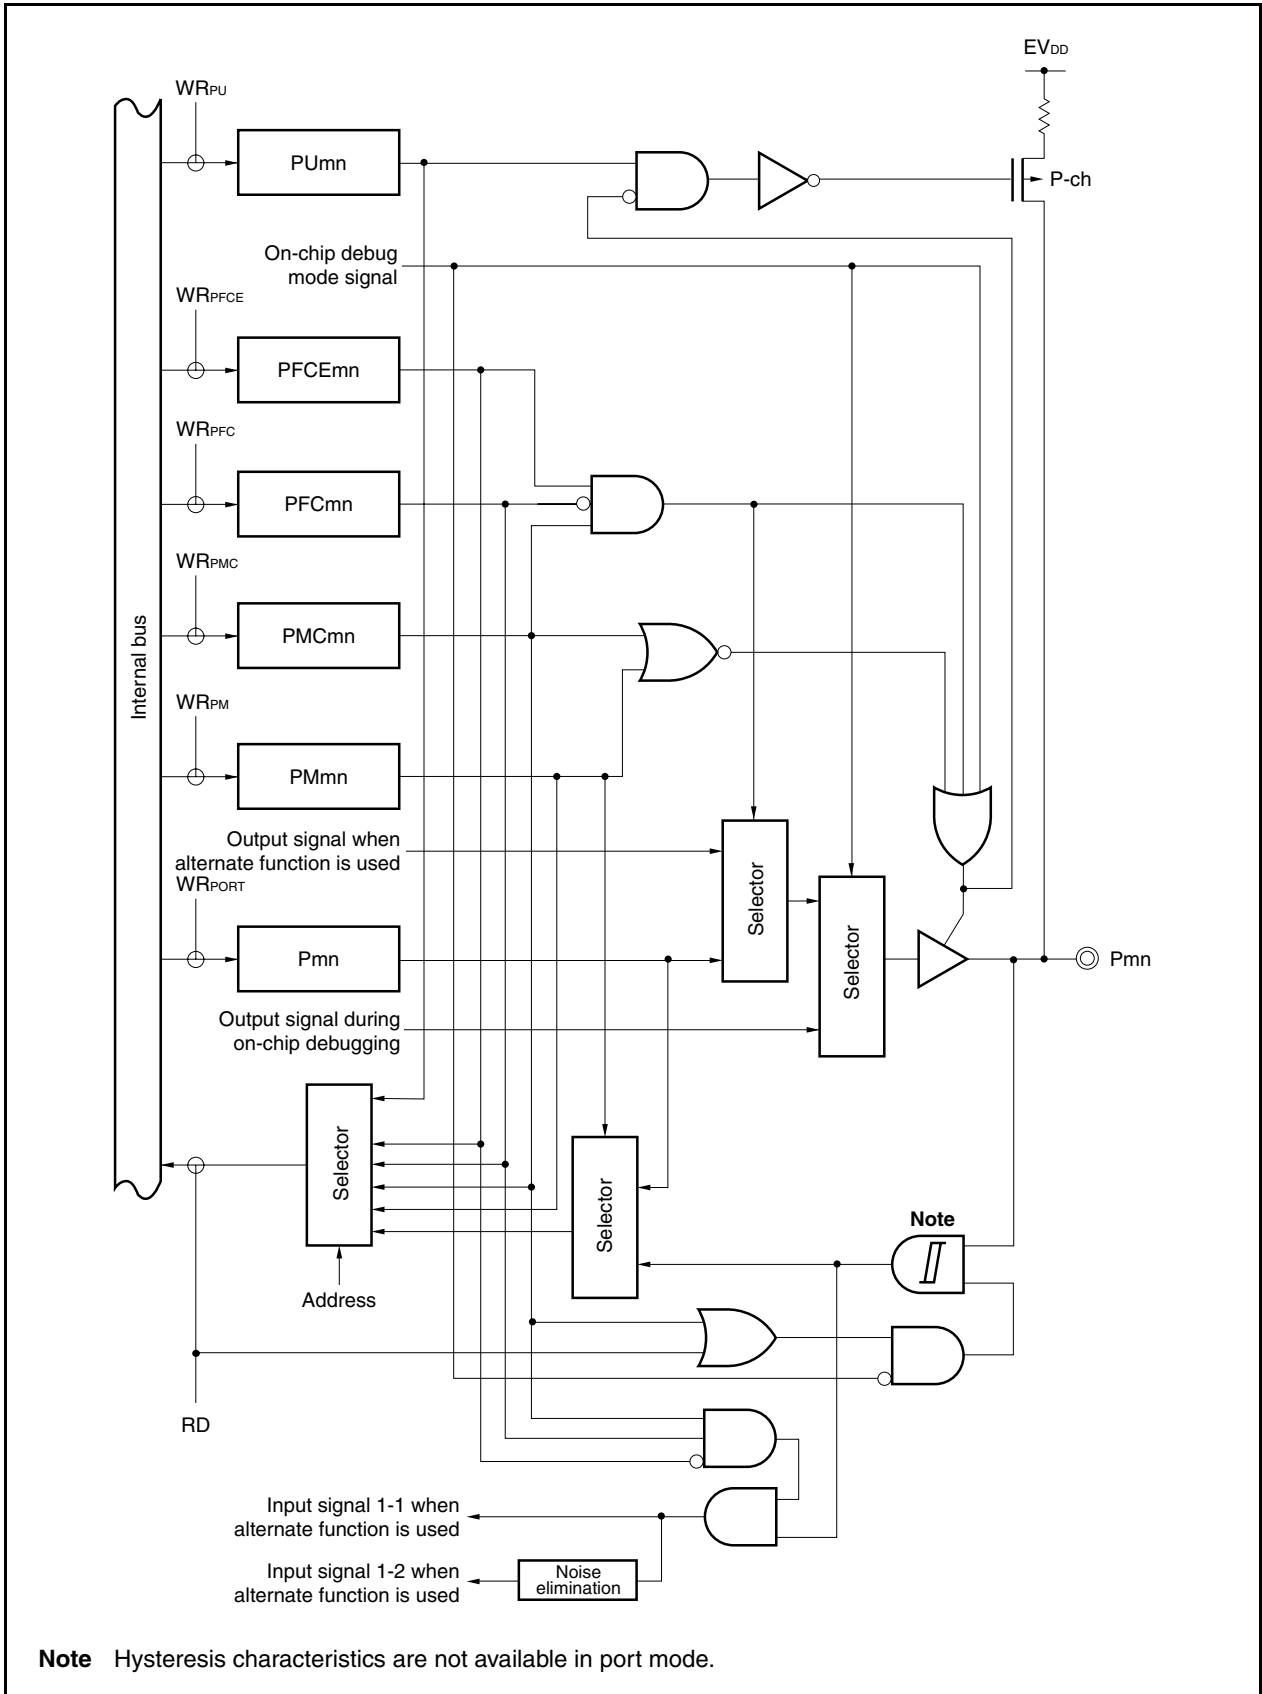 EVDD
WRPU
PUmn
P-ch
On-chip debug
mode signal
WRPFCE
PFCEmn
WRPFC
PFCmn
WRPMC
PMCmn
Internal bus
WRPM
PMmn
Output signal when
alternate function is used
WRPORT
Pmn
Selector
Selector
Pmn
Output signal during
on-chip debugging
Selector
Selector
Note
Address
RD
Input signal 1-1 when
alternate function is used
Input signal 1-2 when
alternate function is used
Noise
elimination
Note Hysteresis characteristics are not available in port mode.